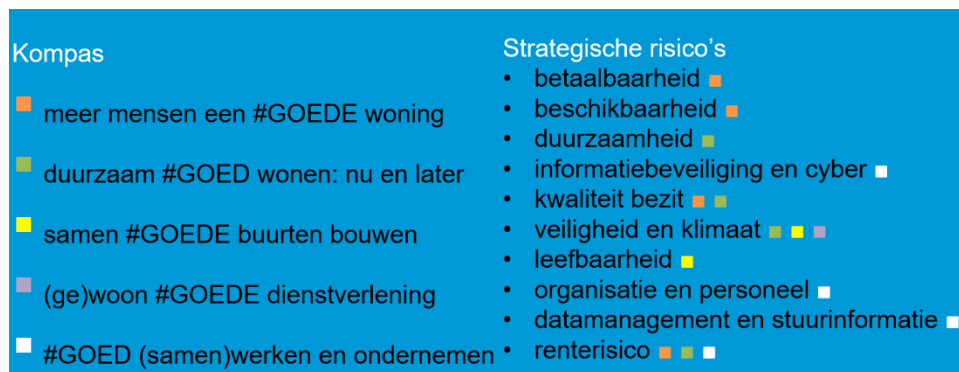 Kompas
meer mensen een #GOEDE woning
duurzaam #GOED wonen: nu en later
samen #GOEDE buurten bouwen
(ge)woon #GOEDE dienstverlening
#GOED (samen)werken en ondernemen
Strategische risico’s
• betaalbaarheid
• beschikbaarheid
• duurzaamheid
• informatiebeveiliging en cyber
• kwaliteit bezit
• veiligheid en klimaat
• leefbaarheid
• organisatie en personeel
• datamanagement en stuurinformatie
• renterisico